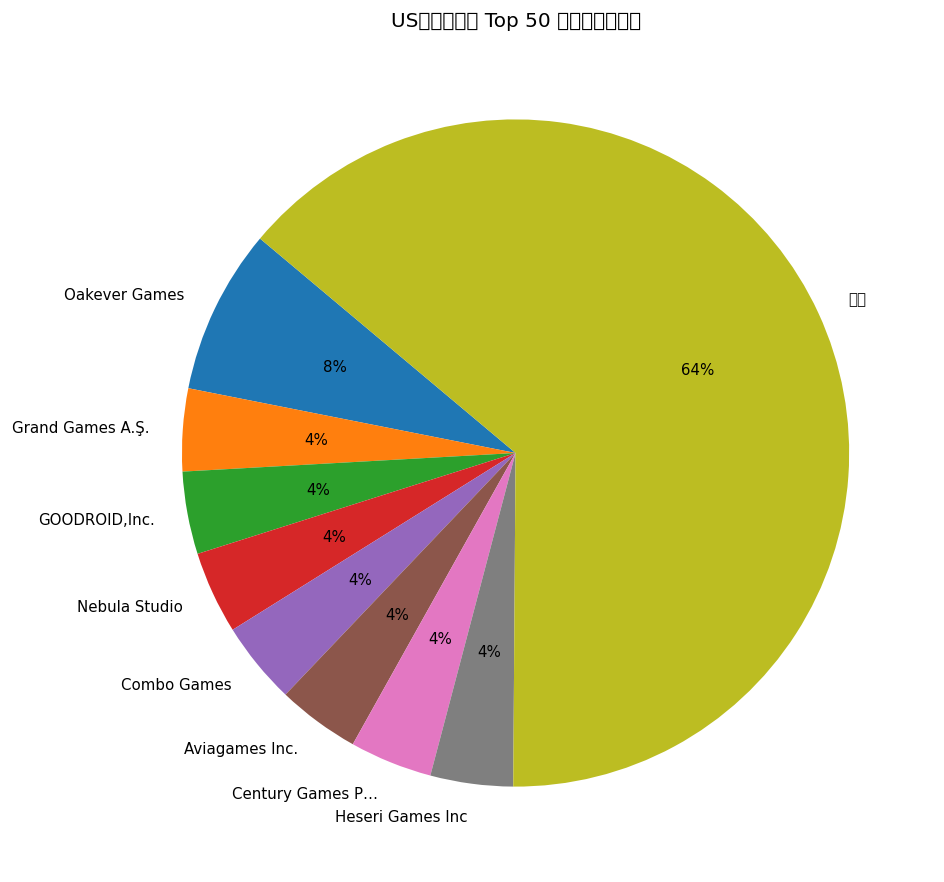 US Top 50
Oakever Games
8%
64%
Grand Games A.Ş.
4%
GOODROID,Inc.
4%
Nebula Studio
4%
Combo Games
4%
Aviagames Inc.
4%
Century Games P...
4%
Heseri Games Inc
4%